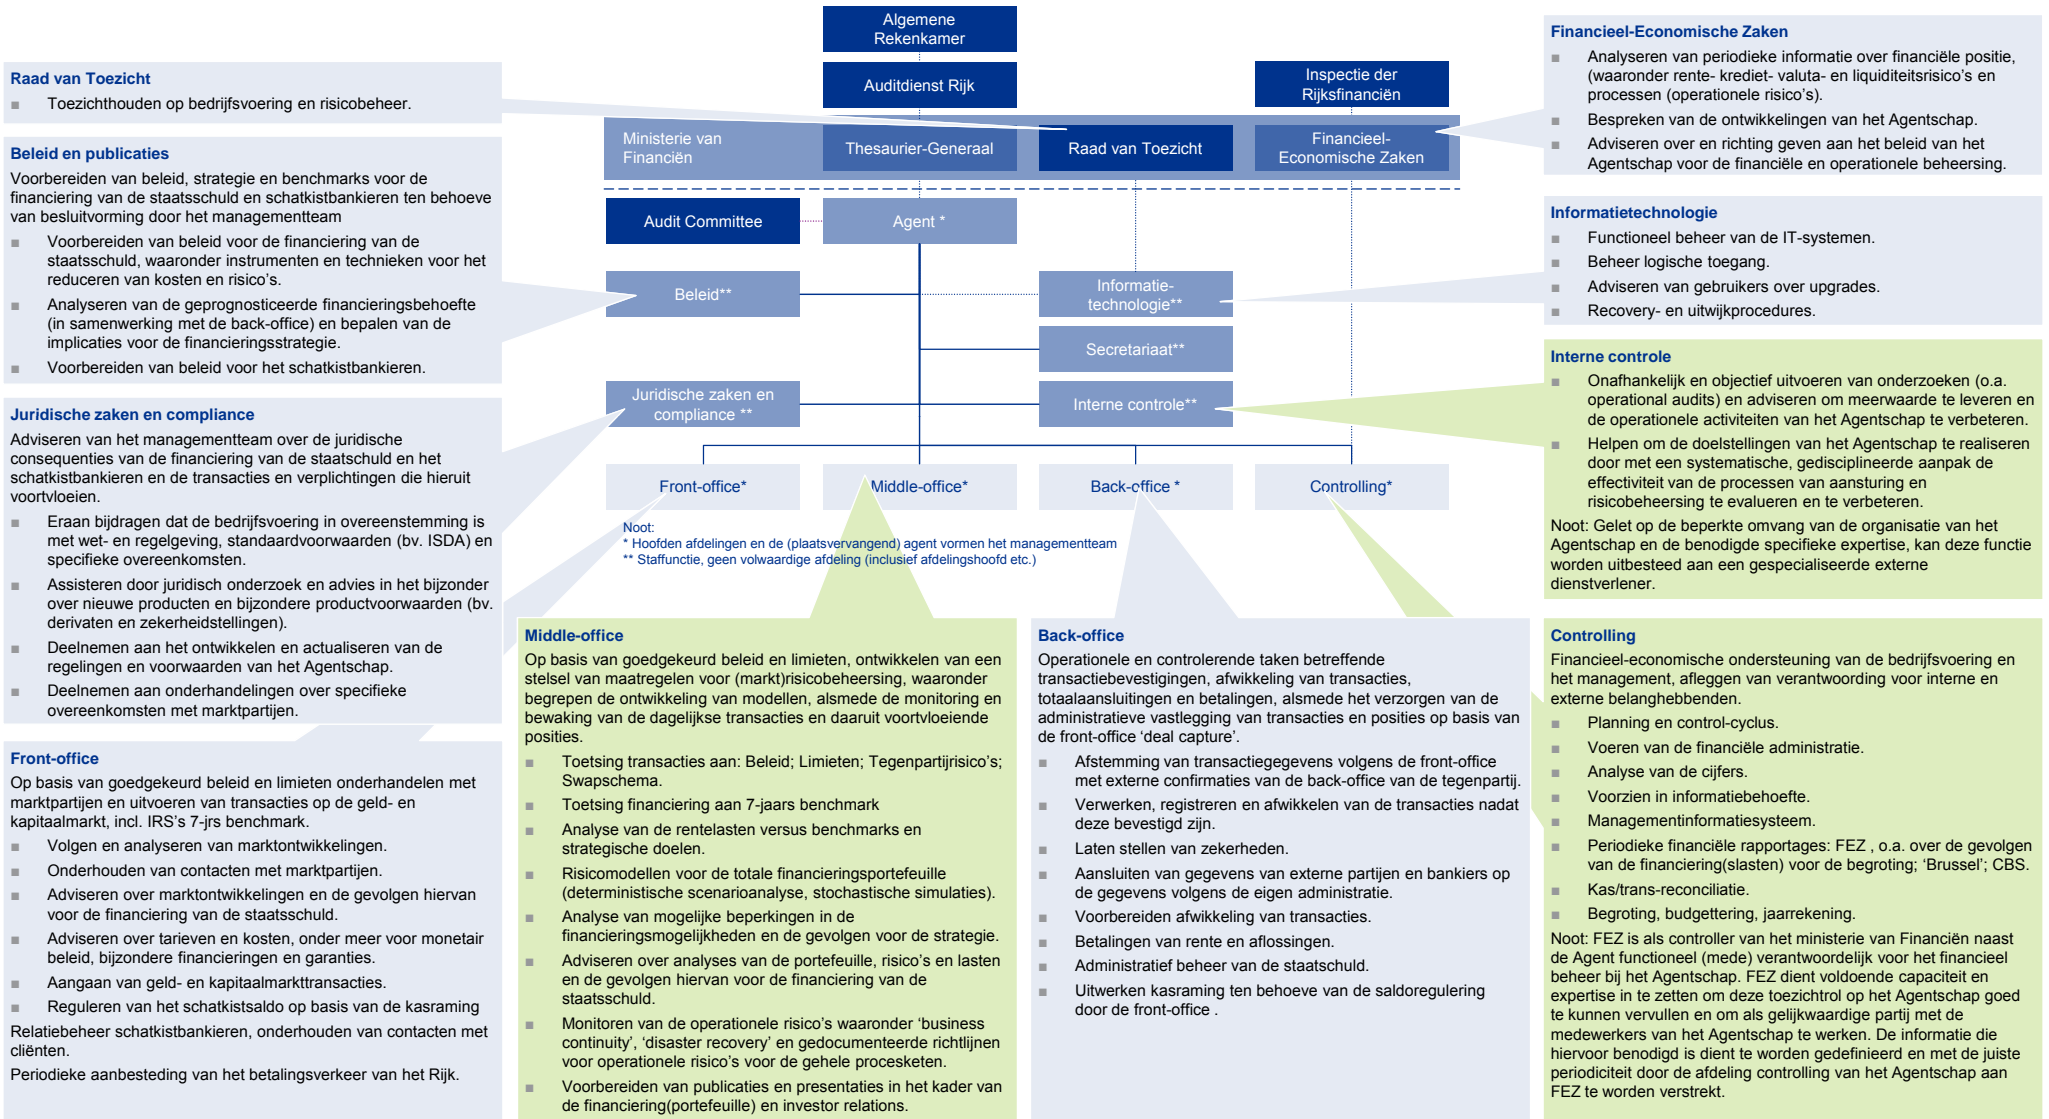 Algemene
Rekenkamer
Auditdienst Rijk
Inspectie der
Rijksfinanciën
Ministerie van
Financiën
Thesaurier-Generaal
Raad van Toezicht
Financieel-
Economische Zaken
Audit Committee
Agent *
Beleid**
Informatie-
technologie**
Secretariaat**
Juridische zaken en
compliance **
Interne controle**
Front-office*
Middle-office*
Back-office *
Controlling*
Noot:
* Hoofden afdelingen en de (plaatsvervangend) agent vormen het managementteam
** Staffunctie, geen volwaardige afdeling (inclusief afdelingshoofd etc.)
Raad van Toezicht
■ Toezichthouden op bedrijfsvoering en risicobeheer.
Beleid en publicaties
Voorbereiden van beleid, strategie en benchmarks voor de
financiering van de staatsschuld en schatkistbankieren ten behoeve
van besluitvorming door het managementteam
■ Voorbereiden van beleid voor de financiering van de
staatsschuld, waaronder instrumenten en technieken voor het
reduceren van kosten en risico’s.
■ Analyseren van de geprognosticeerde financieringsbehoefte
(in samenwerking met de back-office) en bepalen van de
implicaties voor de financieringsstrategie.
■ Voorbereiden van beleid voor het schatkistbankieren.
Juridische zaken en compliance
Adviseren van het managementteam over de juridische
consequenties van de financiering van de staatschuld en het
schatkistbankieren en de transacties en verplichtingen die hieruit
voortvloeien.
■ Eraan bijdragen dat de bedrijfsvoering in overeenstemming is
met wet- en regelgeving, standaardvoorwaarden (bv. ISDA) en
specifieke overeenkomsten.
■ Assisteren door juridisch onderzoek en advies in het bijzonder
over nieuwe producten en bijzondere productvoorwaarden (bv.
derivaten en zekerheidstellingen).
■ Deelnemen aan het ontwikkelen en actualiseren van de
regelingen en voorwaarden van het Agentschap.
■ Deelnemen aan onderhandelingen over specifieke
overeenkomsten met marktpartijen.
Front-office
Op basis van goedgekeurd beleid en limieten onderhandelen met
marktpartijen en uitvoeren van transacties op de geld- en
kapitaalmarkt, incl. IRS’s 7-jrs benchmark.
■ Volgen en analyseren van marktontwikkelingen.
■ Onderhouden van contacten met marktpartijen.
■ Adviseren over marktontwikkelingen en de gevolgen hiervan
voor de financiering van de staatsschuld.
■ Adviseren over tarieven en kosten, onder meer voor monetair
beleid, bijzondere financieringen en garanties.
■ Aangaan van geld- en kapitaalmarkttransacties.
■ Reguleren van het schatkistsaldo op basis van de kasraming
Relatiebeheer schatkistbankieren, onderhouden van contacten met
cliënten.
Periodieke aanbesteding van het betalingsverkeer van het Rijk.
Middle-office
Op basis van goedgekeurd beleid en limieten, ontwikkelen van een
stelsel van maatregelen voor (markt)risicobeheersing, waaronder
begrepen de ontwikkeling van modellen, alsmede de monitoring en
bewaking van de dagelijkse transacties en daaruit voortvloeiende
posities.
■ Toetsing transacties aan: Beleid; Limieten; Tegenpartijrisico’s;
Swapschema.
■ Toetsing financiering aan 7-jaars benchmark
■ Analyse van de rentelasten versus benchmarks en
strategische doelen.
■ Risicomodellen voor de totale financieringsportefeuille
(deterministische scenarioanalyse, stochastische simulaties).
■ Analyse van mogelijke beperkingen in de
financieringsmogelijkheden en de gevolgen voor de strategie.
■ Adviseren over analyses van de portefeuille, risico’s en lasten
en de gevolgen hiervan voor de financiering van de
staatsschuld.
■ Monitoren van de operationele risico’s waaronder ‘business
continuity’, ‘disaster recovery’ en gedocumenteerde richtlijnen
voor operationele risico’s voor de gehele procesketen.
■ Voorbereiden van publicaties en presentaties in het kader van
de financiering(portefeuille) en investor relations.
Back-office
Operationele en controlerende taken betreffende
transactiebevestigingen, afwikkeling van transacties,
totaalaansluitingen en betalingen, alsmede het verzorgen van de
administratieve vastlegging van transacties en posities op basis van
de front-office ‘deal capture’.
■ Afstemming van transactiegegevens volgens de front-office
met externe confirmaties van de back-office van de tegenpartij.
■ Verwerken, registreren en afwikkelen van de transacties nadat
deze bevestigd zijn.
■ Laten stellen van zekerheden.
■ Aansluiten van gegevens van externe partijen en bankiers op
de gegevens volgens de eigen administratie.
■ Voorbereiden afwikkeling van transacties.
■ Betalingen van rente en aflossingen.
■ Administratief beheer van de staatschuld.
■ Uitwerken kasraming ten behoeve van de saldoregulering
door de front-office .
Financieel-Economische Zaken
■ Analyseren van periodieke informatie over financiële positie,
(waaronder rente- krediet- valuta- en liquiditeitsrisico’s en
processen (operationele risico’s).
■ Bespreken van de ontwikkelingen van het Agentschap.
■ Adviseren over en richting geven aan het beleid van het
Agentschap voor de financiële en operationele beheersing.
Informatietechnologie
■ Functioneel beheer van de IT-systemen.
■ Beheer logische toegang.
■ Adviseren van gebruikers over upgrades.
■ Recovery- en uitwijkprocedures.
Interne controle
■ Onafhankelijk en objectief uitvoeren van onderzoeken (o.a.
operational audits) en adviseren om meerwaarde te leveren en
de operationele activiteiten van het Agentschap te verbeteren.
■ Helpen om de doelstellingen van het Agentschap te realiseren
door met een systematische, gedisciplineerde aanpak de
effectiviteit van de processen van aansturing en
risicobeheersing te evalueren en te verbeteren.
Noot: Gelet op de beperkte omvang van de organisatie van het
Agentschap en de benodigde specifieke expertise, kan deze functie
worden uitbesteed aan een gespecialiseerde externe
dienstverlener.
Controlling
Financieel-economische ondersteuning van de bedrijfsvoering en
het management, afleggen van verantwoording voor interne en
externe belanghebbenden.
■ Planning en control-cyclus.
■ Voeren van de financiële administratie.
■ Analyse van de cijfers.
■ Voorzien in informatiebehoefte.
■ Managementinformatiesysteem.
■ Periodieke financiële rapportages: FEZ , o.a. over de gevolgen
van de financiering(slasten) voor de begroting; ‘Brussel’; CBS.
■ Kas/trans-reconciliatie.
■ Begroting, budgettering, jaarrekening.
Noot: FEZ is als controller van het ministerie van Financiën naast
de Agent functioneel (mede) verantwoordelijk voor het financieel
beheer bij het Agentschap. FEZ dient voldoende capaciteit en
expertise in te zetten om deze toezichtrol op het Agentschap goed
te kunnen vervullen en om als gelijkwaardige partij met de
medewerkers van het Agentschap te werken. De informatie die
hiervoor benodigd is dient te worden gedefinieerd en met de juiste
periodiciteit door de afdeling controlling van het Agentschap aan
FEZ te worden verstrekt.